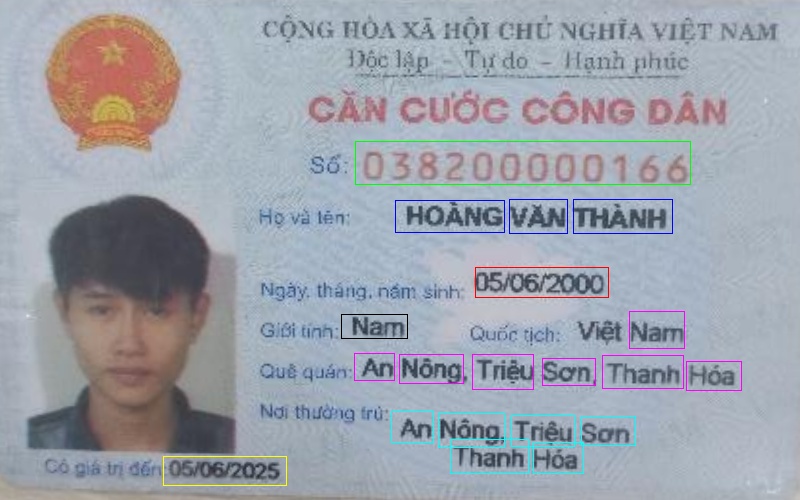 CỘNG HÒA XÃ HỘI CHỦ NGHĨA VIỆT NAM
Độc lập - Tự do - Hạnh phúc
CĂN CƯỚC CÔNG DÂN
Số: 038200000166
Họ và tên: HOÀNG VĂN THÀNH
Ngày, tháng, năm sinh: 05/06/2000
Giới tính: Nam Quốc tịch: Việt Nam
Quê quán: An Nông, Triệu Sơn, Thanh Hóa
Nơi thường trú: An Nông, Triệu Sơn
Thanh Hóa
Có giá trị đến: 05/06/2025